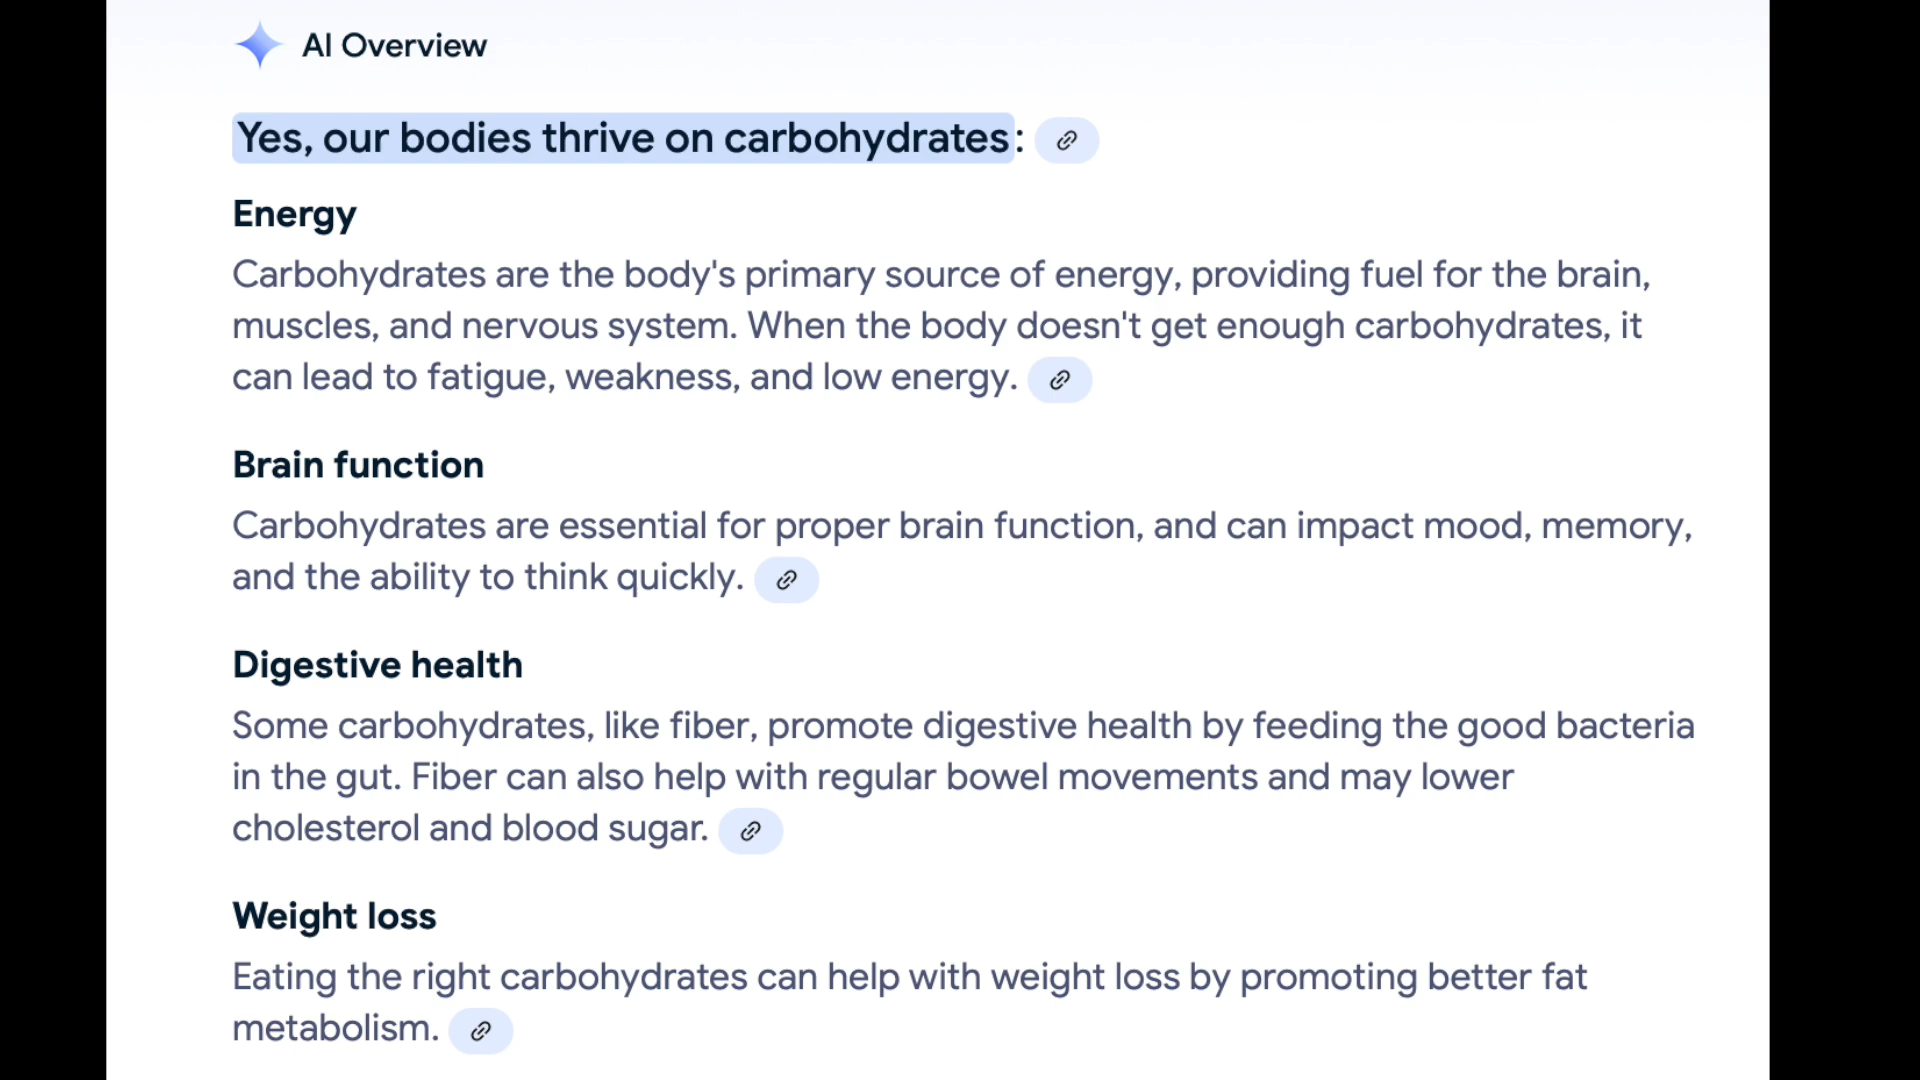 AI Overview
Yes, our bodies thrive on carbohydrates:
Energy
Carbohydrates are the body's primary source of energy, providing fuel for the brain,
muscles, and nervous system. When the body doesn't get enough carbohydrates, it
can lead to fatigue, weakness, and low energy.
Brain function
Carbohydrates are essential for proper brain function, and can impact mood, memory,
and the ability to think quickly.
Digestive health
Some carbohydrates, like fiber, promote digestive health by feeding the good bacteria
in the gut. Fiber can also help with regular bowel movements and may lower
cholesterol and blood sugar.
Weight loss
Eating the right carbohydrates can help with weight loss by promoting better fat
metabolism.